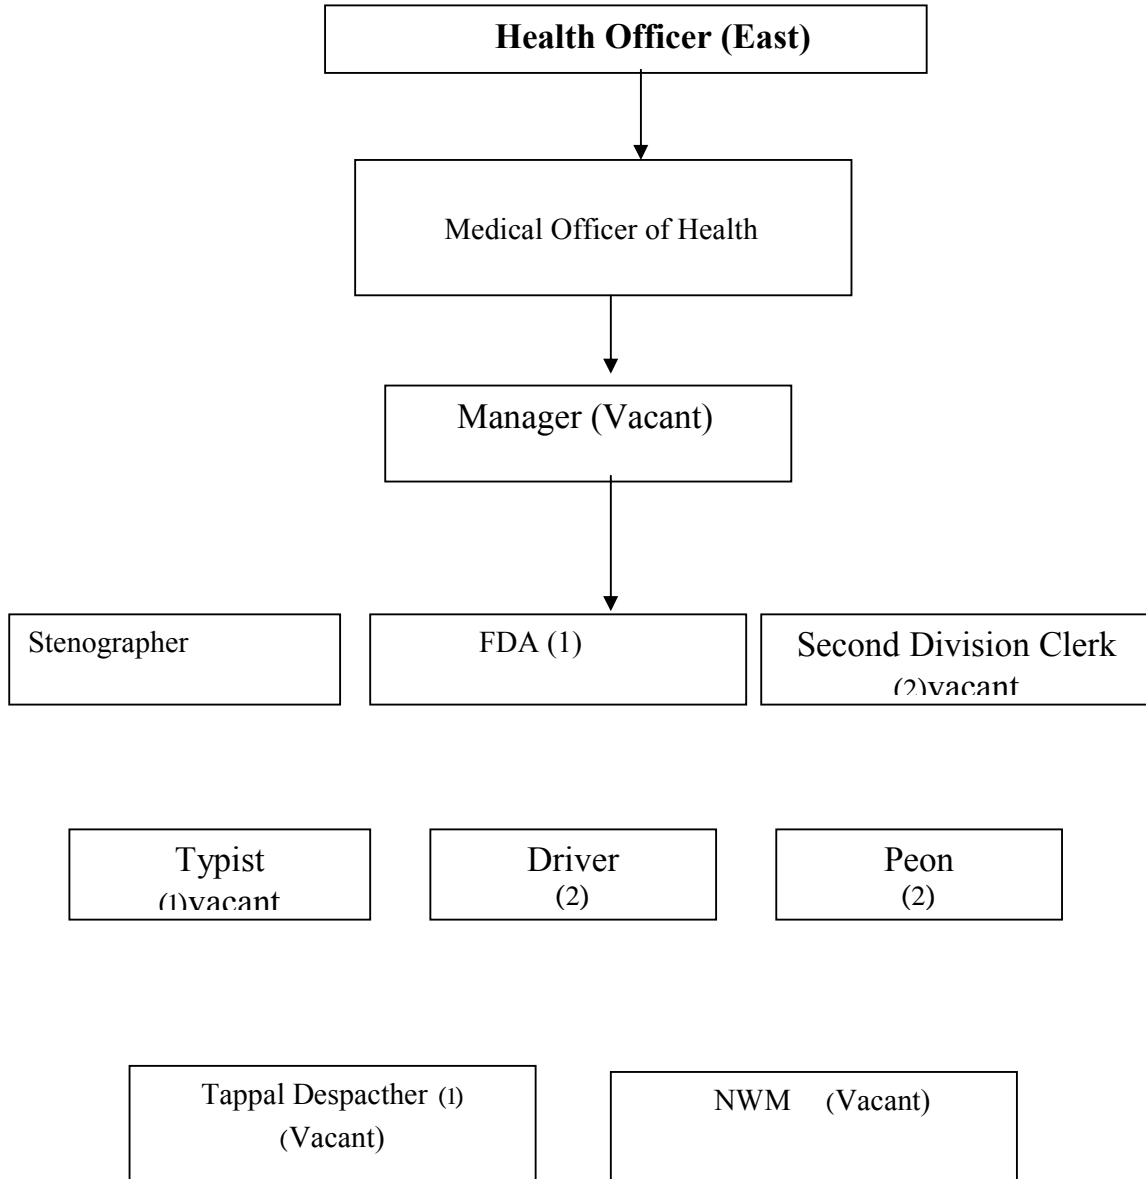 Health Officer (East)
Medical Officer of Health
Manager (Vacant)
Stenographer
FDA (1)
Second Division Clerk
(2)vacant
Typist
(1)vacant
Driver
(2)
Peon
(2)
Tappal Despacther (1)
(Vacant)
NWM (Vacant)